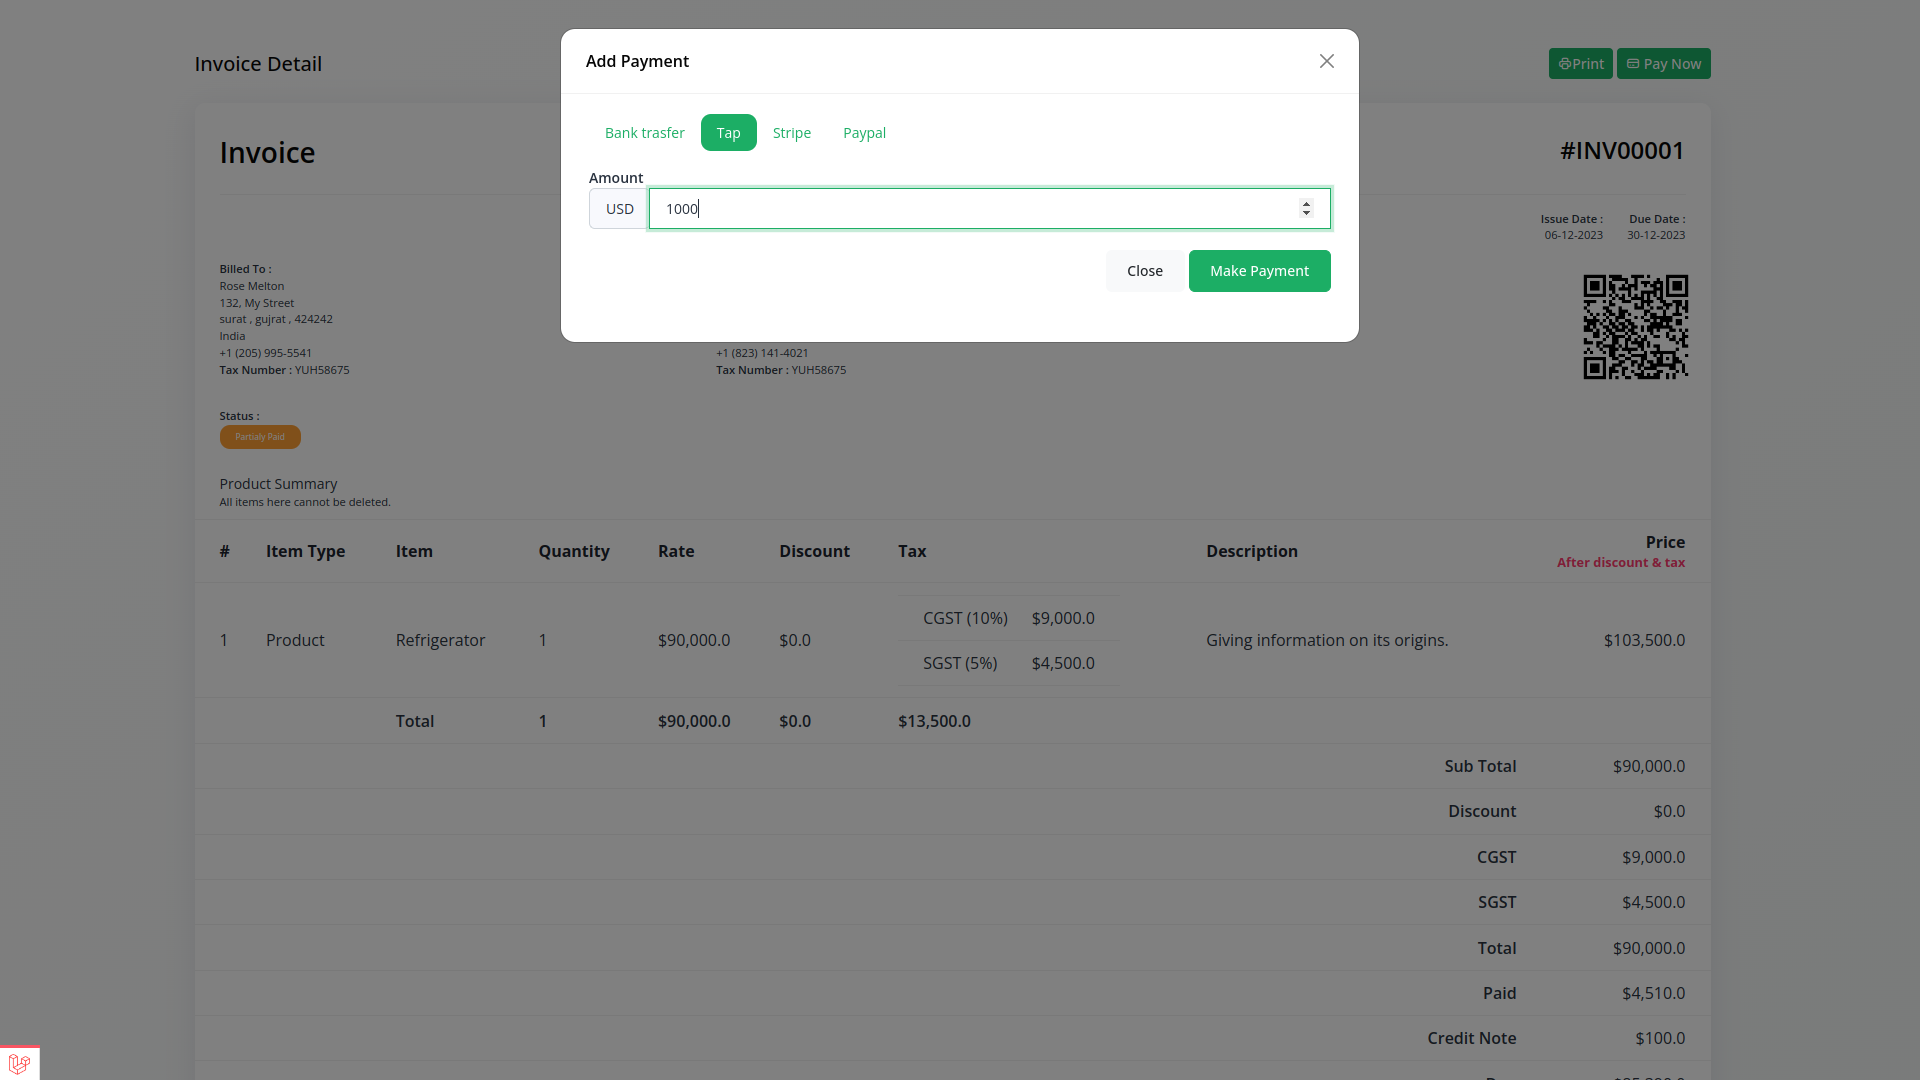 Add Payment
Bank trasfer Tap Stripe Paypal
Amount
USD 1000
Close Make Payment
Invoice Detail
Print Pay Now
Invoice #INV00001
Issue Date : Due Date :
06-12-2023 30-12-2023
Billed To :
Rose Melton
132, My Street
surat , gujrat , 424242
India
+1 (205) 995-5541 +1 (823) 141-4021
Tax Number : YUH58675 Tax Number : YUH58675
Status :
Partialy Paid
Product Summary
All items here cannot be deleted.
# Item Type Item Quantity Rate Discount Tax Description Price
After discount & tax
CGST (10%) $9,000.0
1 Product Refrigerator 1 $90,000.0 $0.0 Giving information on its origins. $103,500.0
SGST (5%) $4,500.0
Total 1 $90,000.0 $0.0 $13,500.0
Sub Total $90,000.0
Discount $0.0
CGST $9,000.0
SGST $4,500.0
Total $90,000.0
Paid $4,510.0
Credit Note $100.0